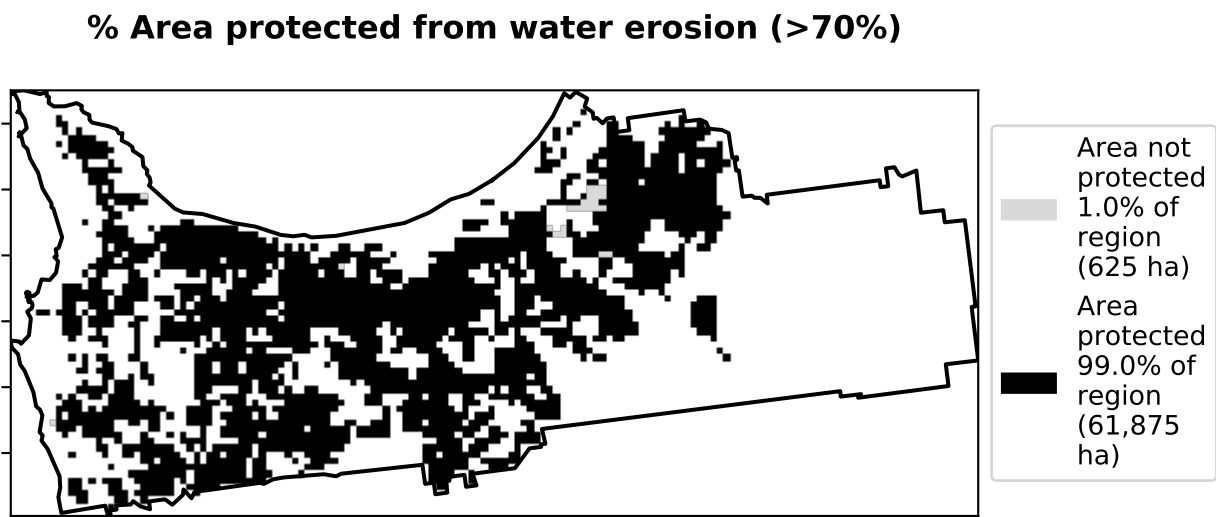 % Area protected from water erosion (>70%)
Area not
protected
1.0% of
region
(625 ha)
Area
protected
99.0% of
region
(61,875
ha)